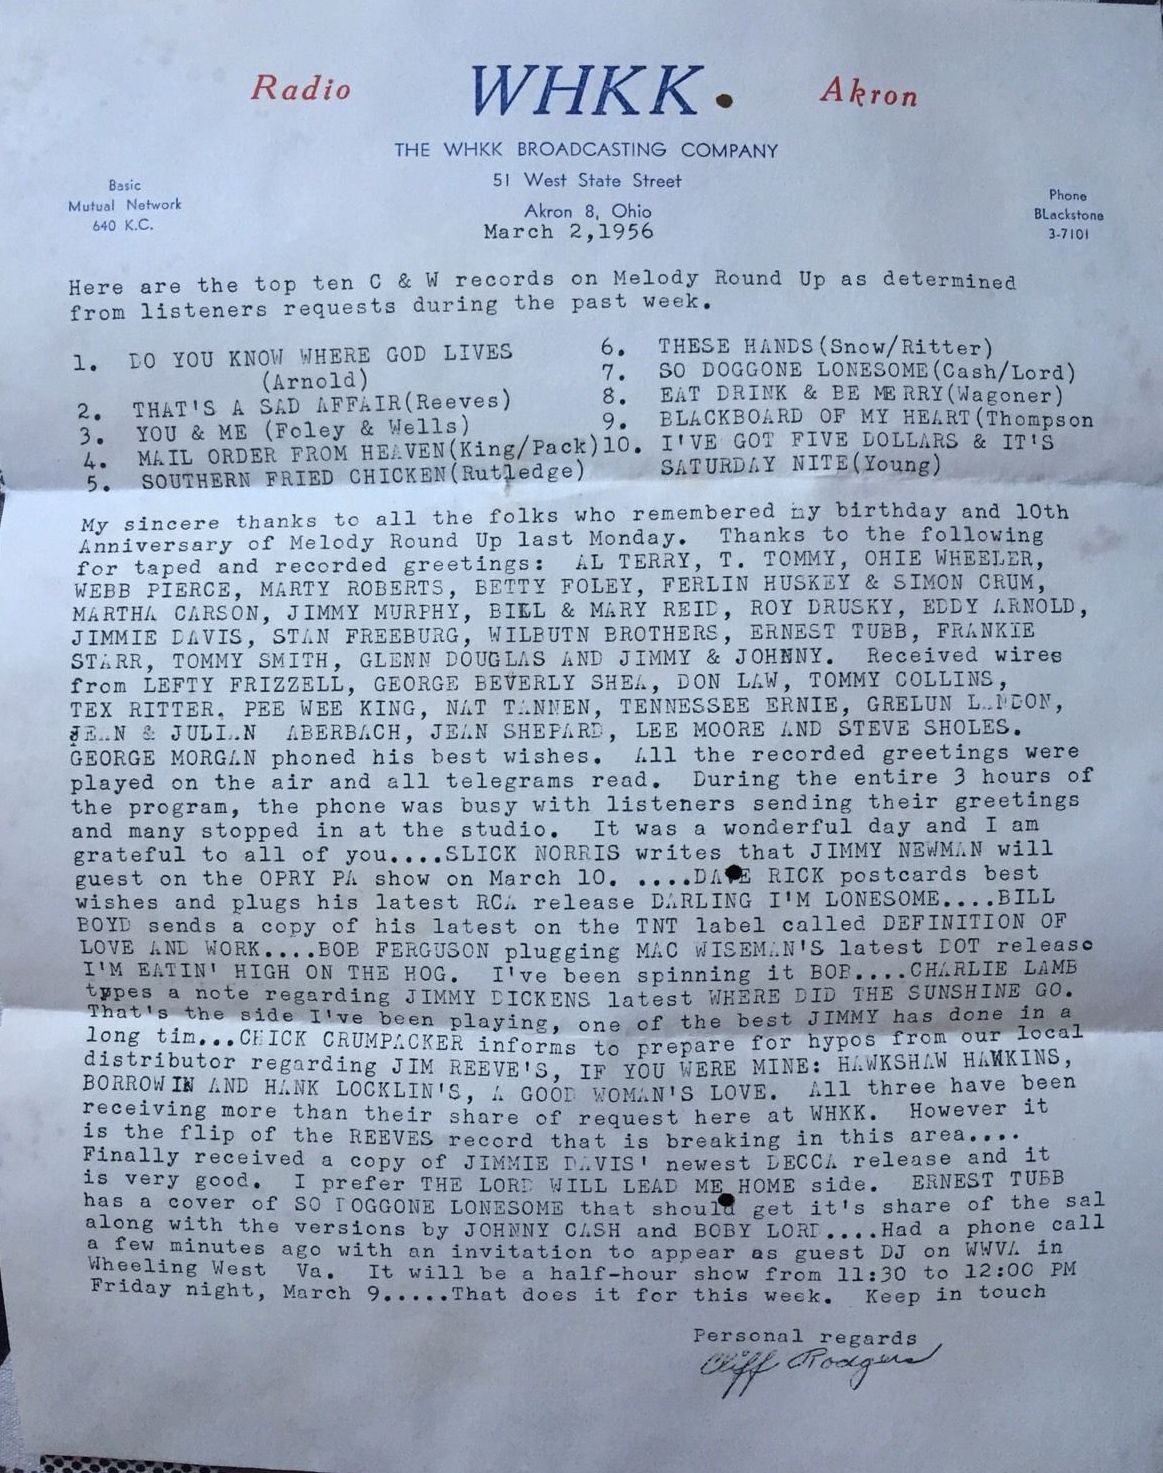 Radio WHKK. Akron
THE WHKK BROADCASTING COMPANY
51 West State Street
Akron 8, Ohio
Basic
Mutual Network
640 K.C.
Phone
BLackstone
3-7101
March 2,1956
Here are the top ten C & W records on Melody Round Up as determined
from listeners requests during the past week.
1. DO YOU KNOW WHERE GOD LIVES
(Arnold)
2. THAT'S A SAD AFFAIR(Reeves)
3. YOU & ME (Foley & Wells)
4. MAIL ORDER FROM HEAVEN(King/Pack)
5. SOUTHERN FRIED CHICKEN(Rutledge)
6. THESE HANDS(Snow/Ritter)
7. SO DOGGONE LONESOME(Cash/Lord)
8. EAT DRINK & BE MERRY(Wagoner)
9. BLACKBOARD OF MY HEART(Thompson
10. I'VE GOT FIVE DOLLARS & IT'S
SATURDAY NITE(Young)
My sincere thanks to all the folks who remembered my birthday and 10th
Anniversary of Melody Round Up last Monday. Thanks to the following
for taped and recorded greetings: AL TERRY, T. TOMMY, OHIE WHEELER,
WEBB PIERCE, MARTY ROBERTS, BETTY FOLEY, FERLIN HUSKEY & SIMON CRUM,
MARTHA CARSON, JIMMY MURPHY, BILL & MARY REID, ROY DRUSKY, EDDY ARNOLD,
JIMMIE DAVIS, STAN FREEBURG, WILBUTN BROTHERS, ERNEST TUBB, FRANKIE
STARR, TOMMY SMITH, GLENN DOUGLAS AND JIMMY & JOHNNY. Received wires
from LEFTY FRIZZELL, GEORGE BEVERLY SHEA, DON LAW, TOMMY COLLINS,
TEX RITTER, PEE WEE KING, NAT TANNEN, TENNESSEE ERNIE, GRELUN LANDON,
JEAN & JULIAN ABERBACH, JEAN SHEPARD, LEE MOORE AND STEVE SHOLES.
GEORGE MORGAN phoned his best wishes. All the recorded greetings were
played on the air and all telegrams read. During the entire 3 hours of
the program, the phone was busy with listeners sending their greetings
and many stopped in at the studio. It was a wonderful day and I am
grateful to all of you....SLICK NORRIS writes that JIMMY NEWMAN will
guest on the OPRY PA show on March 10. ....DAVE RICK postcards best
wishes and plugs his latest RCA release DARLING I'M LONESOME....BILL
BOYD sends a copy of his latest on the TNT label called DEFINITION OF
LOVE AND WORK....BOB FERGUSON plugging MAC WISEMAN'S latest DOT release
I'M EATIN' HIGH ON THE HOG. I've been spinning it BOB....CHARLIE LAMB
types a note regarding JIMMY DICKENS latest WHERE DID THE SUNSHINE GO.
That's the side I've been playing, one of the best JIMMY has done in a
long tim...CHICK CRUMPACKER informs to prepare for hypos from our local
distributor regarding JIM REEVE'S, IF YOU WERE MINE: HAWKSHAW HAWKINS,
BORROWIN AND HANK LOCKLIN'S, A GOOD WOMAN'S LOVE. All three have been
receiving more than their share of request here at WHKK. However it
is the flip of the REEVES record that is breaking in this area....
Finally received a copy of JIMMIE DAVIS' newest DECCA release and it
is very good. I prefer THE LORD WILL LEAD ME HOME side. ERNEST TUBB
has a cover of SO DOGGONE LONESOME that should get it's share of the sal
along with the versions by JOHNNY CASH and BOBY LORD....Had a phone call
a few minutes ago with an invitation to appear as guest DJ on WWVA in
Wheeling West Va. It will be a half-hour show from 11:30 to 12:00 PM
Friday night, March 9.....That does it for this week. Keep in touch
Personal regards
Cliff Rodgers